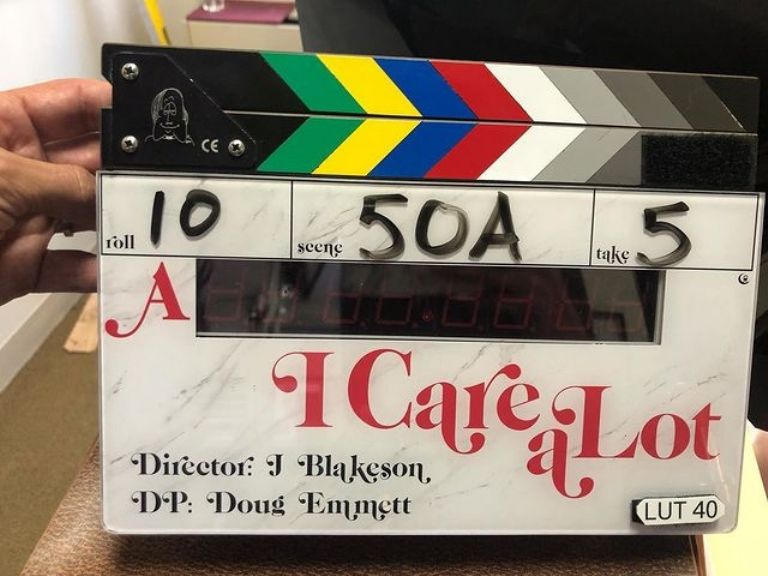 CE
roll 10 scene 50A take 5
A
I Care
a Lot
Director: J Blakeson
DP: Doug Emmett
LUT 40